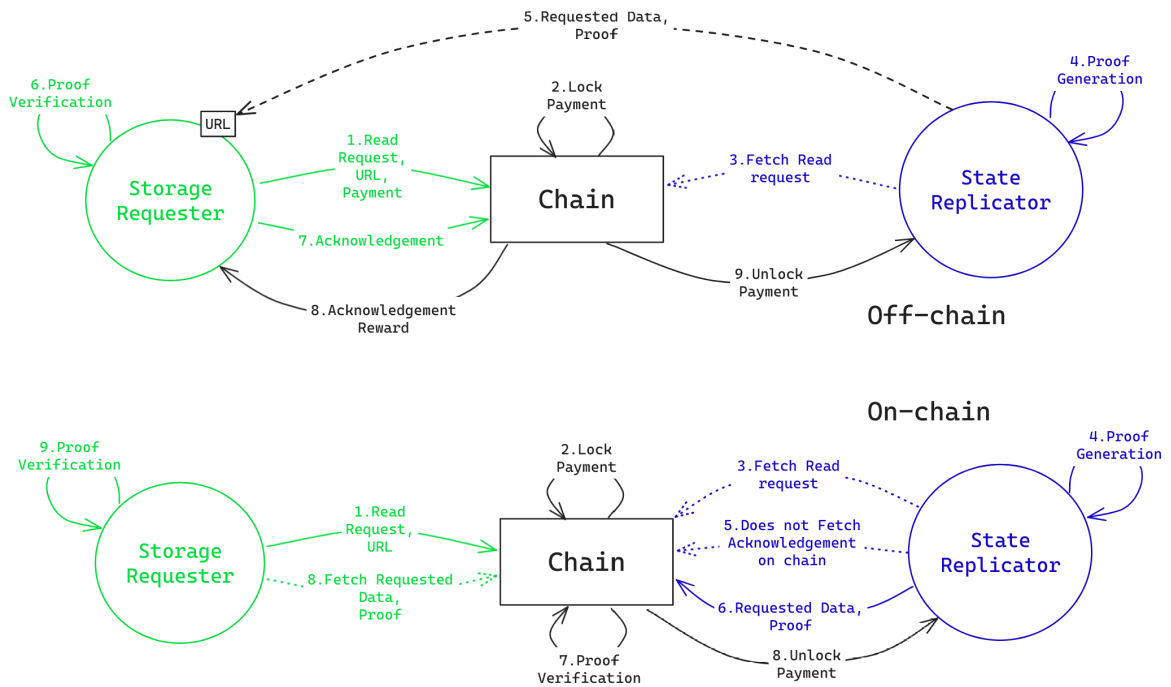 5.Requested Data,
Proof
6.Proof
Verification
2.Lock
Payment
4.Proof
Generation
URL
1.Read
Request,
URL,
Payment
3.Fetch Read
request
Storage
Requester
Chain
State
Replicator
7.Acknowledgement
9.Unlock
Payment
8.Acknowledgement
Reward
Off-chain
On-chain
9.Proof
Verification
2.Lock
Payment
4.Proof
Generation
3.Fetch Read
request
1.Read
Request,
URL
5.Does not Fetch
Acknowledgement
on chain
Storage
Requester
Chain
State
Replicator
8.Fetch Requested
Data,
Proof
6.Requested Data,
Proof
7.Proof
Verification
8.Unlock
Payment